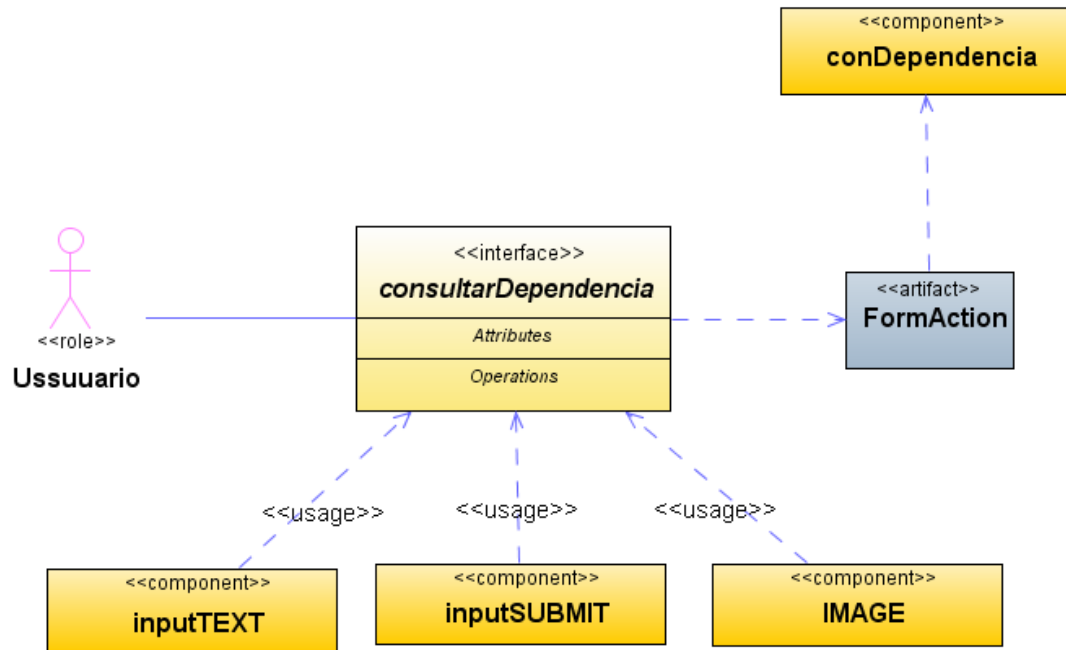 <<component>>
conDependencia
<<interface>>
consultarDependencia
Attributes
Operations
<<artifact>>
FormAction
<<role>>
Ussuuario
<<usage>>
<<usage>>
<<usage>>
<<component>>
inputTEXT
<<component>>
inputSUBMIT
<<component>>
IMAGE